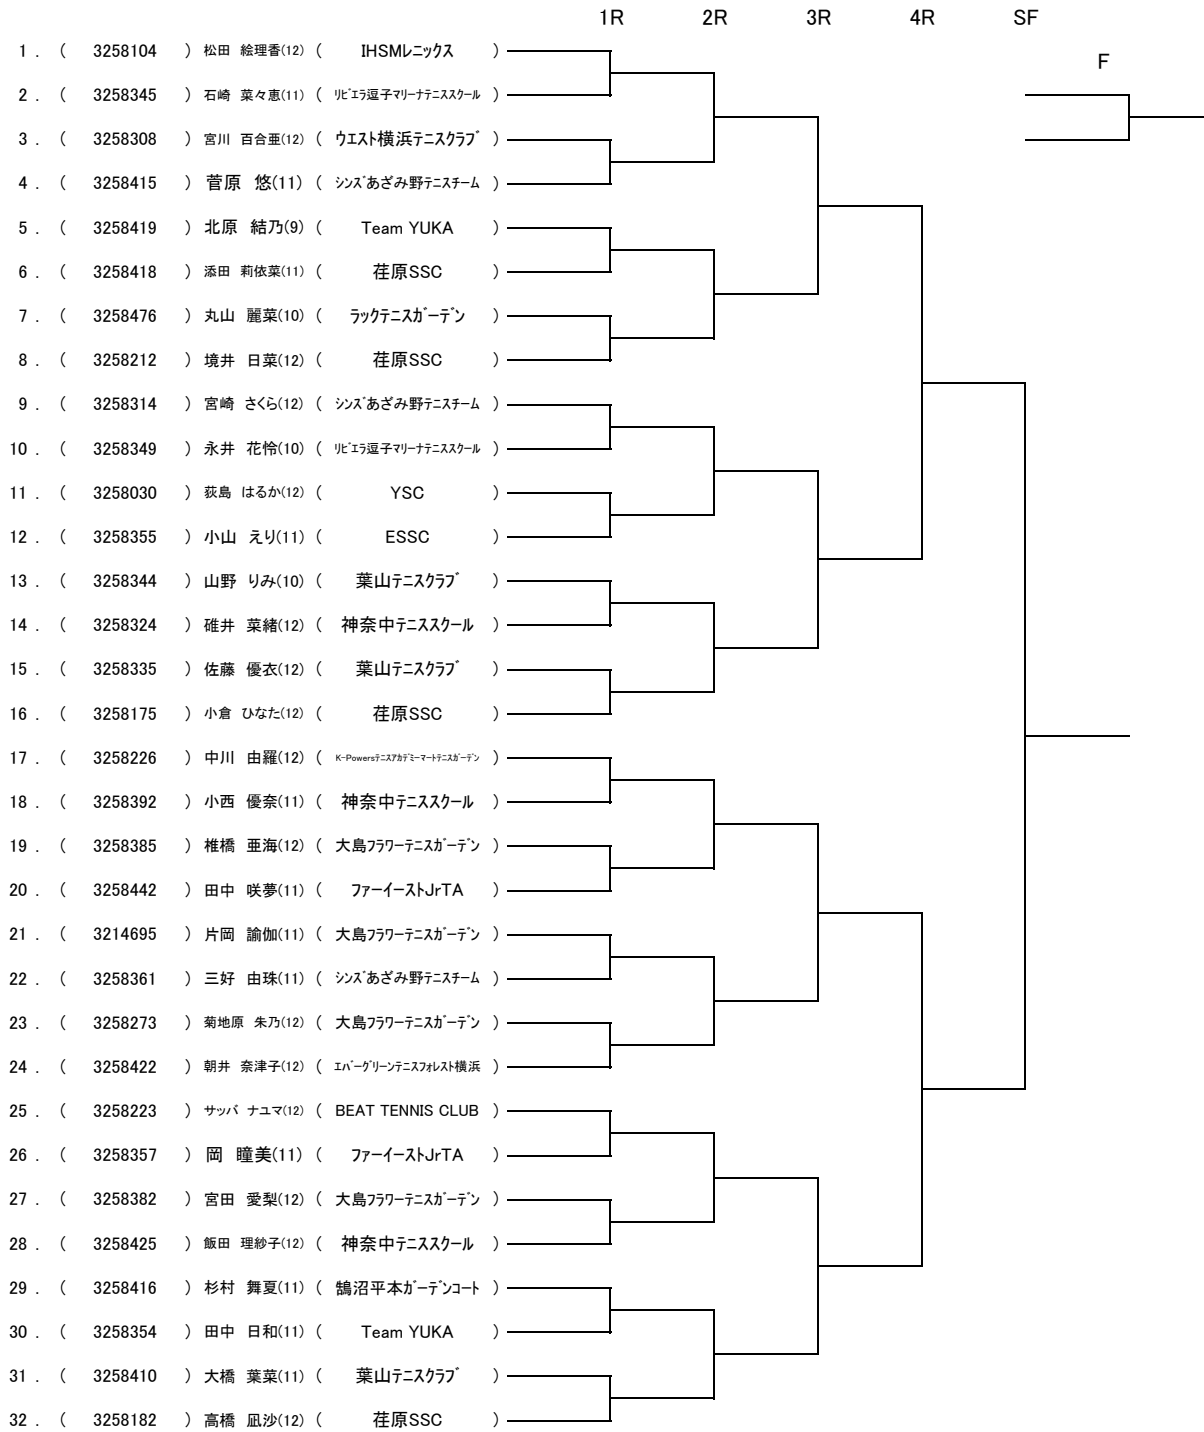 1R 2R 3R 4R SF
F
1 . ( 3258104 ) 松田 絵理香(12) ( IHSMレニックス )
2 . ( 3258345 ) 石崎 菜々恵(11) ( リビエラ逗子マリーナテニススクール )
3 . ( 3258308 ) 宮川 百合亜(12) ( ウエスト横浜テニスクラブ )
4 . ( 3258415 ) 菅原 悠(11) ( シンズあざみ野テニスチーム )
5 . ( 3258419 ) 北原 結乃(9) ( Team YUKA )
6 . ( 3258418 ) 添田 莉依菜(11) ( 荏原SSC )
7 . ( 3258476 ) 丸山 麗菜(10) ( ラックテニスガーデン )
8 . ( 3258212 ) 境井 日菜(12) ( 荏原SSC )
9 . ( 3258314 ) 宮崎 さくら(12) ( シンズあざみ野テニスチーム )
10 . ( 3258349 ) 永井 花怜(10) ( リビエラ逗子マリーナテニススクール )
11 . ( 3258030 ) 荻島 はるか(12) ( YSC )
12 . ( 3258355 ) 小山 えり(11) ( ESSC )
13 . ( 3258344 ) 山野 りみ(10) ( 葉山テニスクラブ )
14 . ( 3258324 ) 碓井 菜緒(12) ( 神奈中テニススクール )
15 . ( 3258335 ) 佐藤 優衣(12) ( 葉山テニスクラブ )
16 . ( 3258175 ) 小倉 ひなた(12) ( 荏原SSC )
17 . ( 3258226 ) 中川 由羅(12) ( K-Powersテニスアカデミーマートテニスガーデン )
18 . ( 3258392 ) 小西 優奈(11) ( 神奈中テニススクール )
19 . ( 3258385 ) 椎橋 亜海(12) ( 大島フラワーテニスガーデン )
20 . ( 3258442 ) 田中 咲夢(11) ( ファーイーストJrTA )
21 . ( 3214695 ) 片岡 諭伽(11) ( 大島フラワーテニスガーデン )
22 . ( 3258361 ) 三好 由珠(11) ( シンズあざみ野テニスチーム )
23 . ( 3258273 ) 菊地原 朱乃(12) ( 大島フラワーテニスガーデン )
24 . ( 3258422 ) 朝井 奈津子(12) ( エバーグリーンテニスフォレスト横浜 )
25 . ( 3258223 ) サッバ ナユマ(12) ( BEAT TENNIS CLUB )
26 . ( 3258357 ) 岡 瞳美(11) ( ファーイーストJrTA )
27 . ( 3258382 ) 宮田 愛梨(12) ( 大島フラワーテニスガーデン )
28 . ( 3258425 ) 飯田 理紗子(12) ( 神奈中テニススクール )
29 . ( 3258416 ) 杉村 舞夏(11) ( 鵠沼平本ガーデンコート )
30 . ( 3258354 ) 田中 日和(11) ( Team YUKA )
31 . ( 3258410 ) 大橋 葉菜(11) ( 葉山テニスクラブ )
32 . ( 3258182 ) 高橋 凪沙(12) ( 荏原SSC )